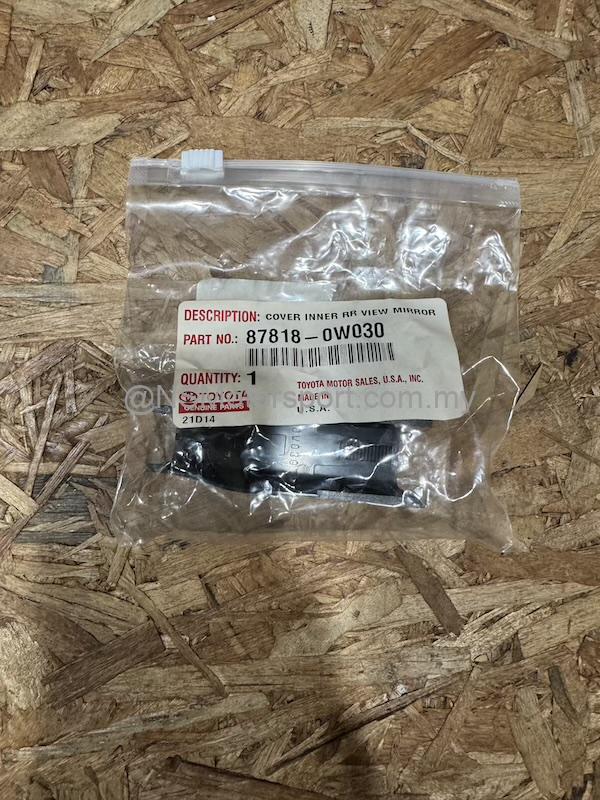 DESCRIPTION: COVER INNER RR VIEW MIRROR
PART NO.: 87818-0W030
QUANTITY: 1
TOYOTA MOTOR SALES, U.S.A., INC.
TOYOTA
MADE IN
GENUINE PARTS
U.S.A.
21D14